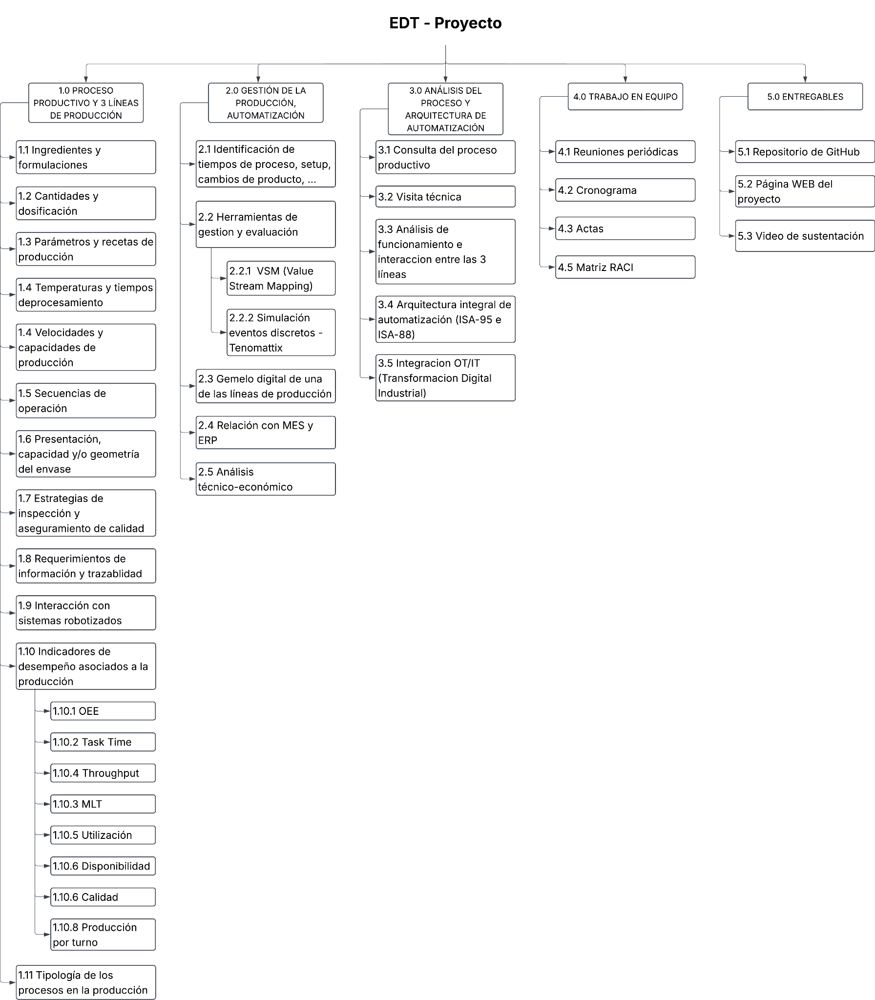 EDT - Proyecto
1.0 PROCESO
PRODUCTIVO Y 3 LÍNEAS
DE PRODUCCIÓN
1.1 Ingredientes y
formulaciones
1.2 Cantidades y
dosificación
1.3 Parámetros y recetas de
producción
1.4 Temperaturas y tiempos
deprocesamiento
1.4 Velocidades y
capacidades de
producción
1.5 Secuencias de
operación
1.6 Presentación,
capacidad y/o geometría
del envase
1.7 Estrategias de
inspección y
aseguramiento de calidad
1.8 Requerimientos de
información y trazablidad
1.9 Interacción con
sistemas robotizados
1.10 Indicadores de
desempeño asociados a la
producción
1.10.1 OEE
1.10.2 Task Time
1.10.4 Throughput
1.10.3 MLT
1.10.5 Utilización
1.10.6 Disponibilidad
1.10.6 Calidad
1.10.8 Producción
por turno
1.11 Tipología de los
procesos en la producción
2.0 GESTIÓN DE LA
PRODUCCIÓN,
AUTOMATIZACIÓN
2.1 Identificación de
tiempos de proceso, setup,
cambios de producto, ...
2.2 Herramientas de
gestion y evaluación
2.2.1 VSM (Value
Stream Mapping)
2.2.2 Simulación
eventos discretos -
Tenomattix
2.3 Gemelo digital de una
de las líneas de producción
2.4 Relación con MES y
ERP
2.5 Análisis
técnico-económico
3.0 ANÁLISIS DEL
PROCESO Y
ARQUITECTURA DE
AUTOMATIZACIÓN
3.1 Consulta del proceso
productivo
3.2 Visita técnica
3.3 Análisis de
funcionamiento e
interaccion entre las 3
líneas
3.4 Arquitectura integral de
automatización (ISA-95 e
ISA-88)
3.5 Integracion OT/IT
(Transformacion Digital
Industrial)
4.0 TRABAJO EN EQUIPO
4.1 Reuniones periódicas
4.2 Cronograma
4.3 Actas
4.5 Matriz RACI
5.0 ENTREGABLES
5.1 Repositorio de GitHub
5.2 Página WEB del
proyecto
5.3 Video de sustentación